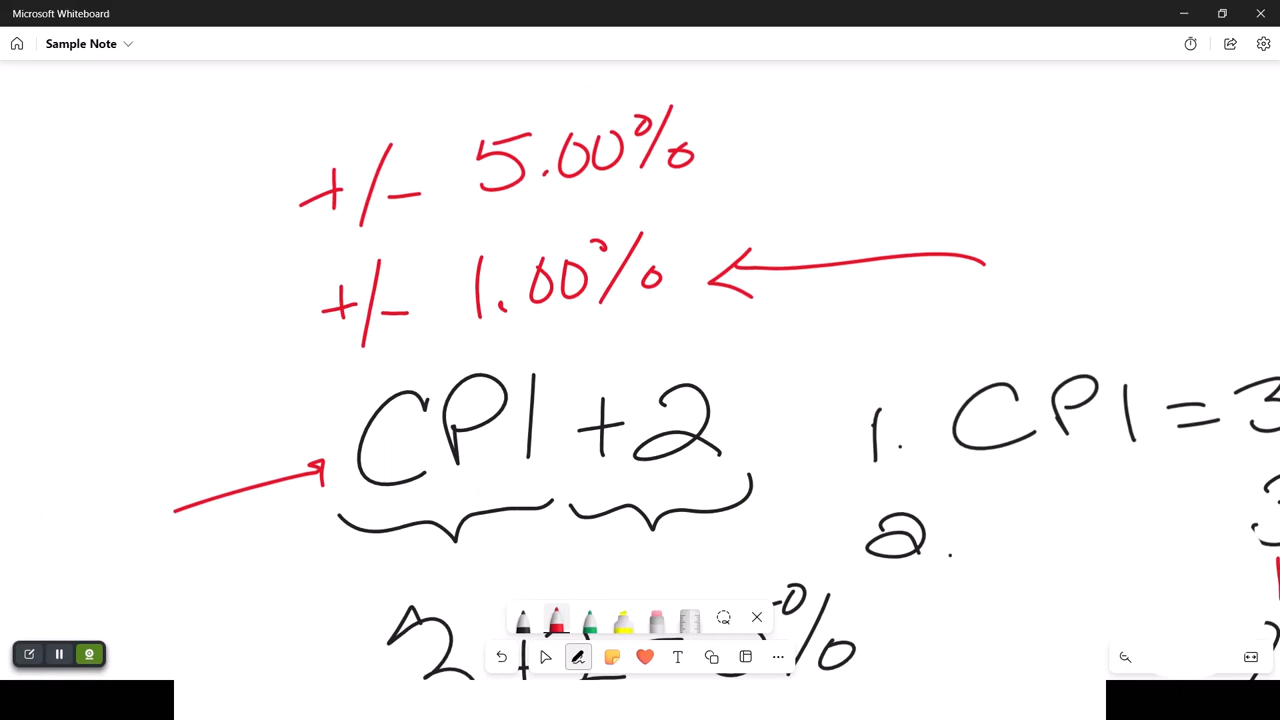 Microsoft Whiteboard
Sample Note
+/- 5.00%
+/- 1.00%
CPI + 2
1. CPI = 3
2.